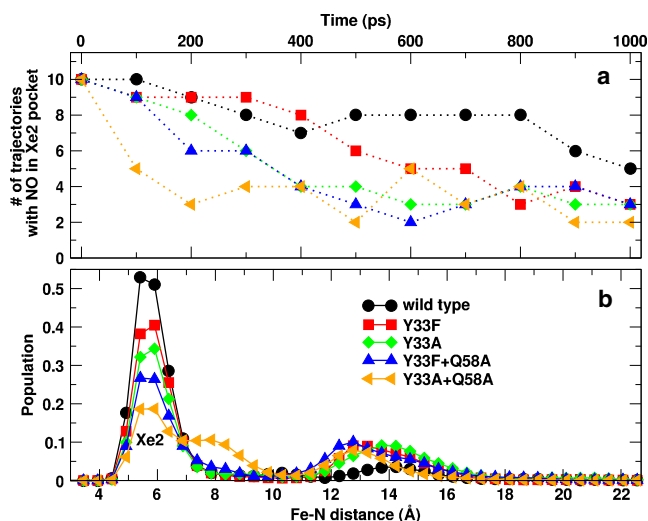 Time (ps)
0 200 400 600 800 1000
a
# of trajectories
with NO in Xe2 pocket
10
8
6
4
2
0
b
Population
0.5
0.4
0.3
0.2
0.1
0
wild type
Y33F
Y33A
Y33F+Q58A
Y33A+Q58A
Xe2
4 6 8 10 12 14 16 18 20 22
Fe-N distance (Å)